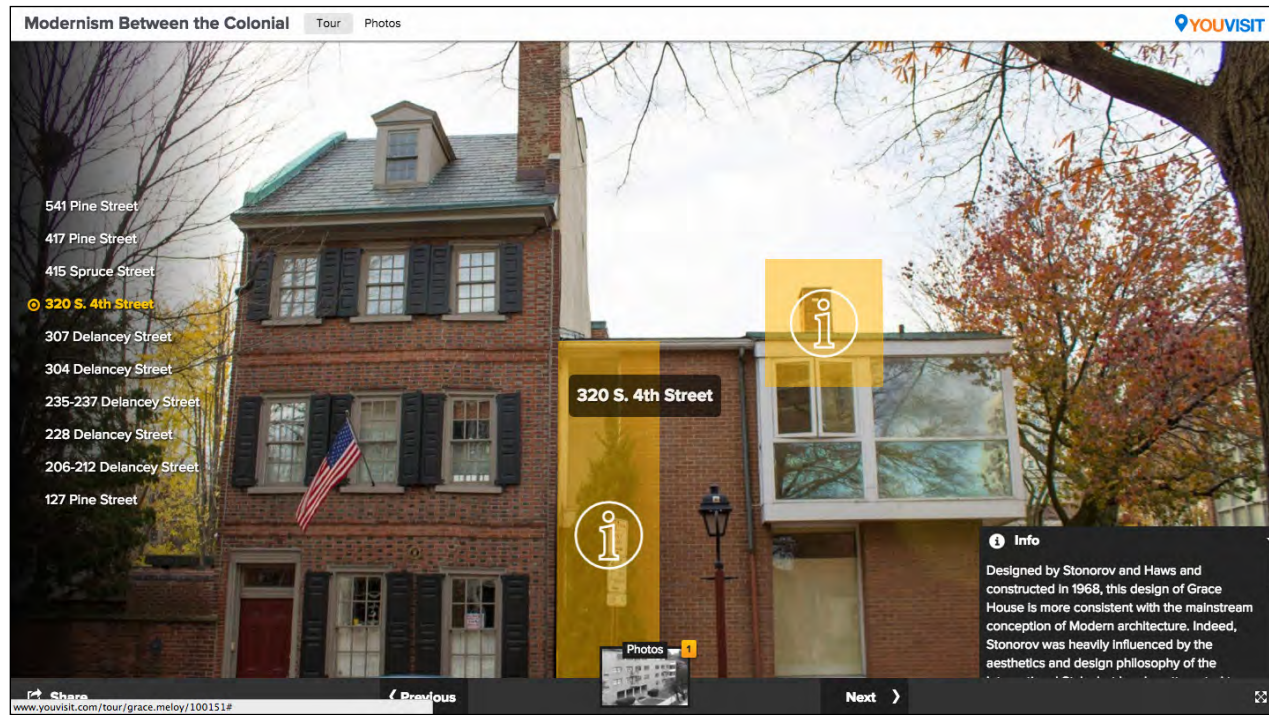 Modernism Between the Colonial Tour Photos YOUVISIT
541 Pine Street
417 Pine Street
415 Spruce Street
320 S. 4th Street
307 Delancey Street
304 Delancey Street
235-237 Delancey Street
228 Delancey Street
206-212 Delancey Street
127 Pine Street
320 S. 4th Street
Info
Designed by Stonorov and Haws and
constructed in 1968, this design of Grace
House is more consistent with the mainstream
conception of Modern architecture. Indeed,
Stonorov was heavily influenced by the
aesthetics and design philosophy of the
Photos 1
Share Previous Next
www.youvisit.com/tour/grace.meloy/100151#